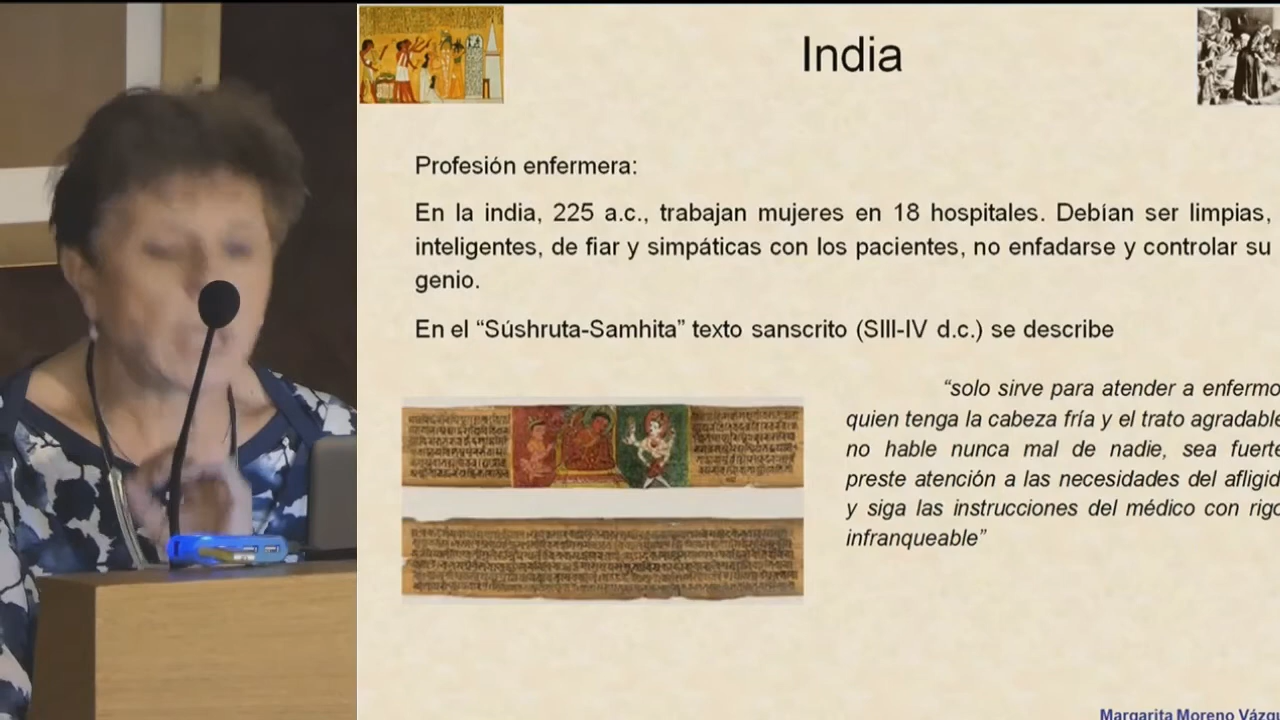 India
Profesión enfermera:
En la india, 225 a.c., trabajan mujeres en 18 hospitales. Debían ser limpias,
inteligentes, de fiar y simpáticas con los pacientes, no enfadarse y controlar su
genio.
En el “Súshruta-Samhita” texto sanscrito (SIII-IV d.c.) se describe
“solo sirve para atender a enfermo
quien tenga la cabeza fría y el trato agradable
no hable nunca mal de nadie, sea fuerte
preste atención a las necesidades del afligid
y siga las instrucciones del médico con rigo
infranqueable”
Margarita Moreno Vázqu